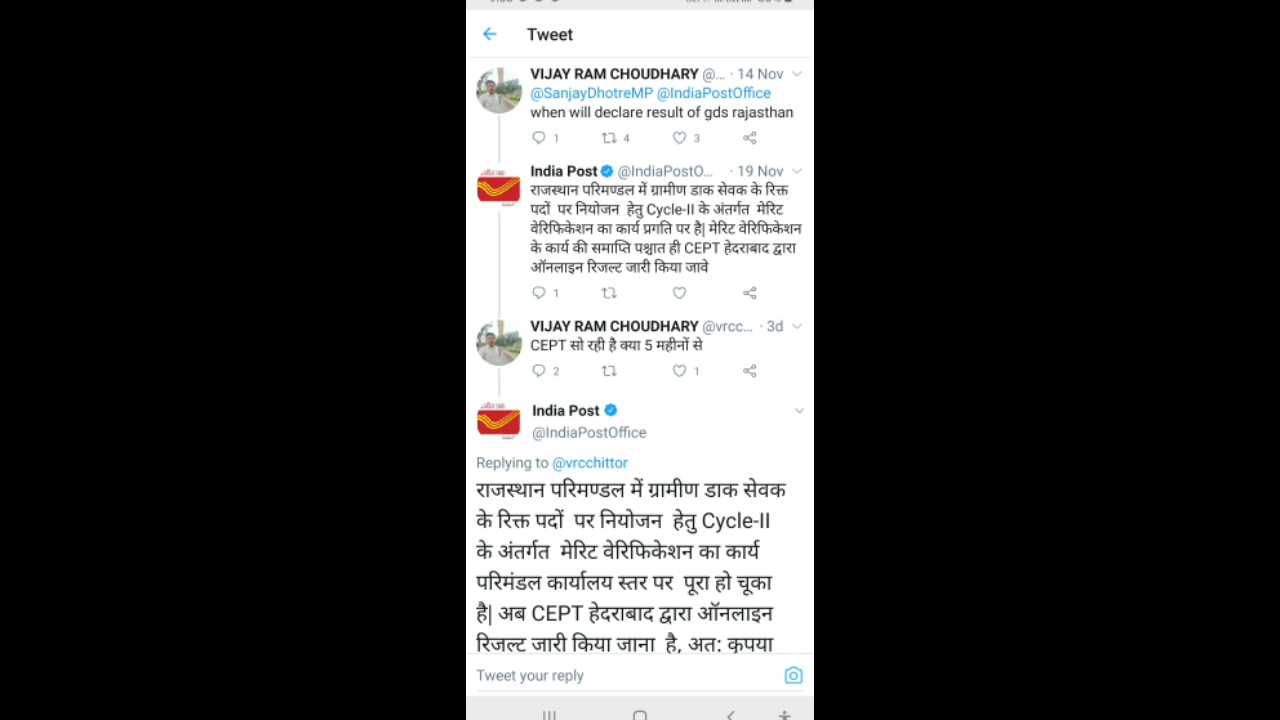 Tweet
VIJAY RAM CHOUDHARY @... · 14 Nov
@SanjayDhotreMP @IndiaPostOffice
when will declare result of gds rajasthan
1 4 3
India Post @IndiaPostO... · 19 Nov
राजस्थान परिमण्डल में ग्रामीण डाक सेवक के रिक्त
पदों पर नियोजन हेतु Cycle-II के अंतर्गत मेरिट
वेरिफिकेशन का कार्य प्रगति पर है| मेरिट वेरिफिकेशन
के कार्य की समाप्ति पश्चात ही CEPT हेदराबाद द्वारा
ऑनलाइन रिजल्ट जारी किया जावे
1
VIJAY RAM CHOUDHARY @vrcc... · 3d
CEPT सो रही है क्या 5 महीनों से
2 1
India Post
@IndiaPostOffice
Replying to @vrcchittor
राजस्थान परिमण्डल में ग्रामीण डाक सेवक
के रिक्त पदों पर नियोजन हेतु Cycle-II
के अंतर्गत मेरिट वेरिफिकेशन का कार्य
परिमंडल कार्यालय स्तर पर पूरा हो चूका
है| अब CEPT हेदराबाद द्वारा ऑनलाइन
रिजल्ट जारी किया जाना है, अत: कृपया
Tweet your reply